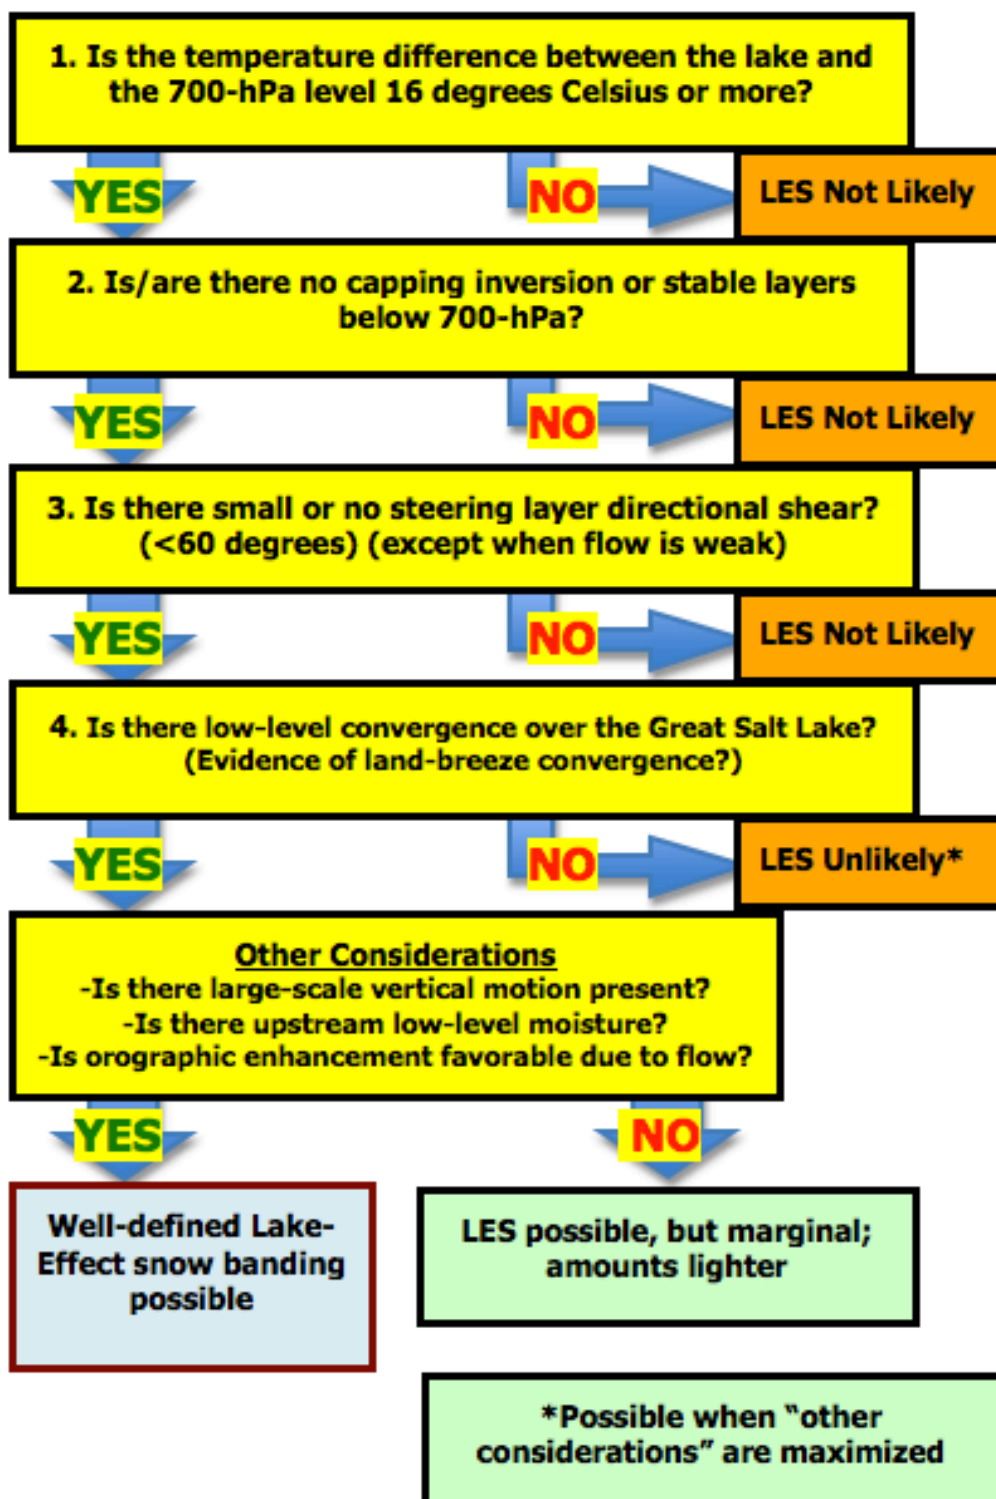 1. Is the temperature difference between the lake and
the 700-hPa level 16 degrees Celsius or more?
YES
NO
LES Not Likely
2. Is/are there no capping inversion or stable layers
below 700-hPa?
YES
NO
LES Not Likely
3. Is there small or no steering layer directional shear?
(<60 degrees) (except when flow is weak)
YES
NO
LES Not Likely
4. Is there low-level convergence over the Great Salt Lake?
(Evidence of land-breeze convergence?)
YES
NO
LES Unlikely*
Other Considerations
-Is there large-scale vertical motion present?
-Is there upstream low-level moisture?
-Is orographic enhancement favorable due to flow?
YES
NO
Well-defined Lake-
Effect snow banding
possible
LES possible, but marginal;
amounts lighter
*Possible when “other
considerations” are maximized